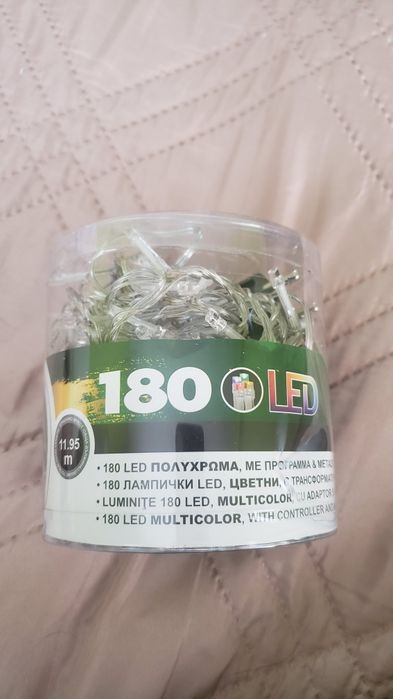 180 LED
11.95
m
• 180 LED ΠΟΛΥΧΡΩΜΑ, ΜΕ ΠΡΟΓΡΑΜΜΑ &
• 180 ЛАМПИЧКИ LED, ЦВЕТНИ, С
• LUMINIȚE 180 LED, MULTICOLOR, CU ADAPTOR
• 180 LED MULTICOLOR, WITH CONTROLLER